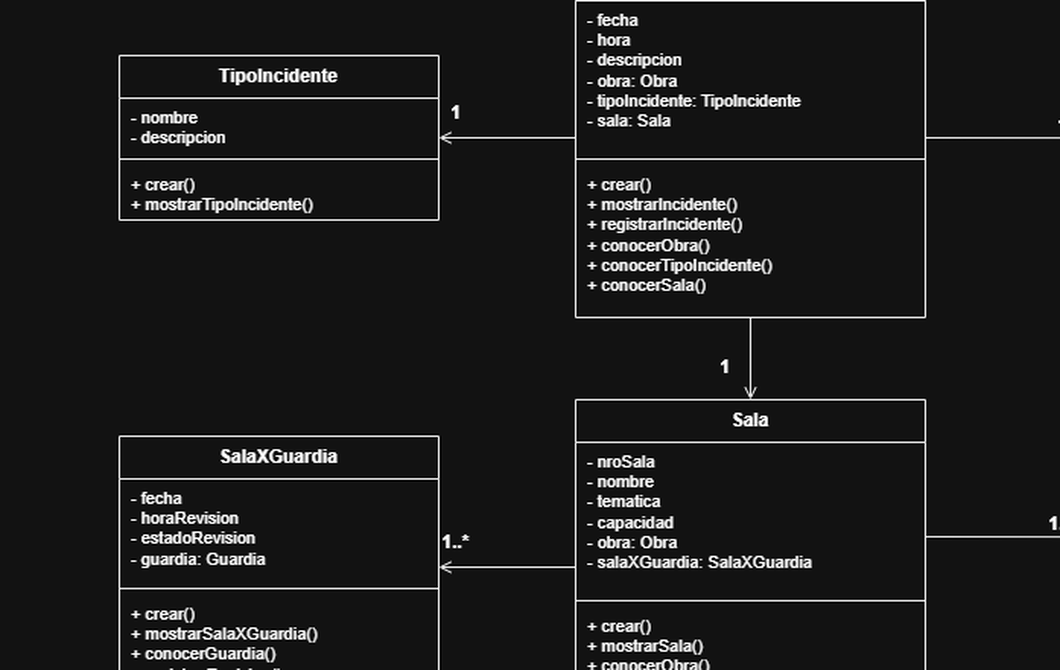 TipoIncidente
- nombre
- descripcion
+ crear()
+ mostrarTipoIncidente()
1
- fecha
- hora
- descripcion
- obra: Obra
- tipoIncidente: TipoIncidente
- sala: Sala
+ crear()
+ mostrarIncidente()
+ registrarIncidente()
+ conocerObra()
+ conocerTipoIncidente()
+ conocerSala()
1
SalaXGuardia
- fecha
- horaRevision
- estadoRevision
- guardia: Guardia
+ crear()
+ mostrarSalaXGuardia()
+ conocerGuardia()
1..*
Sala
- nroSala
- nombre
- tematica
- capacidad
- obra: Obra
- salaXGuardia: SalaXGuardia
+ crear()
+ mostrarSala()
+ conocerObra()
1.